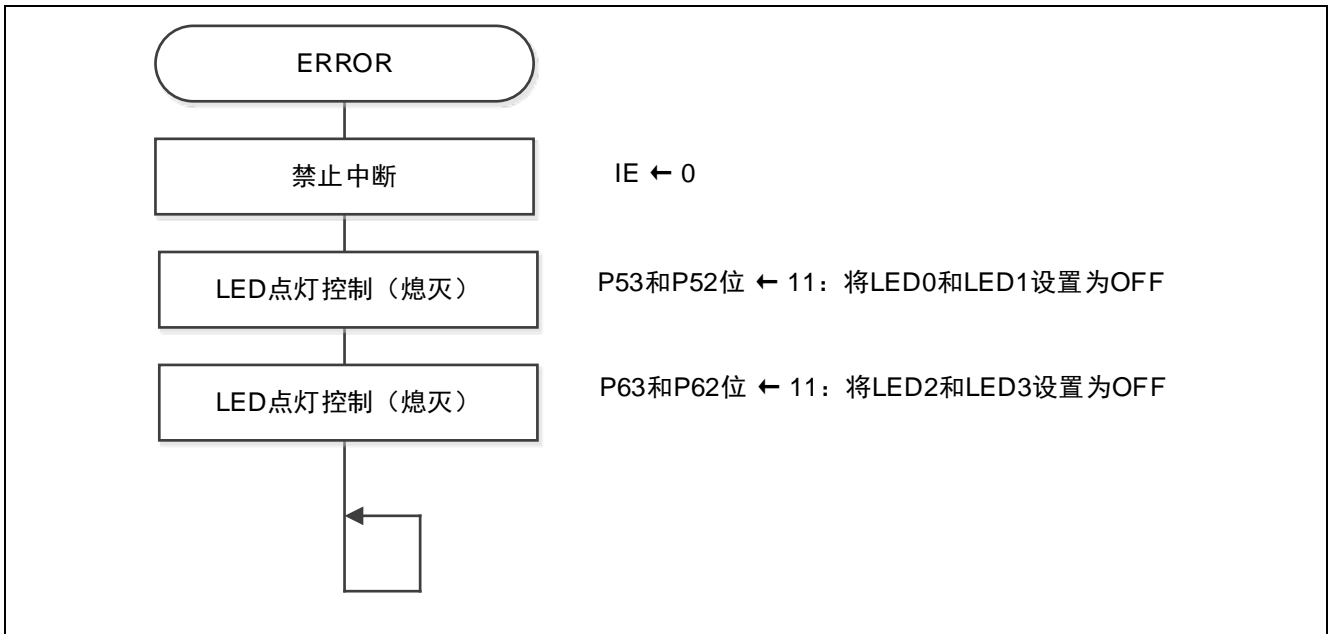 ERROR
禁止中断
IE ← 0
LED点灯控制（熄灭）
P53和P52位 ← 11：将LED0和LED1设置为OFF
LED点灯控制（熄灭）
P63和P62位 ← 11：将LED2和LED3设置为OFF